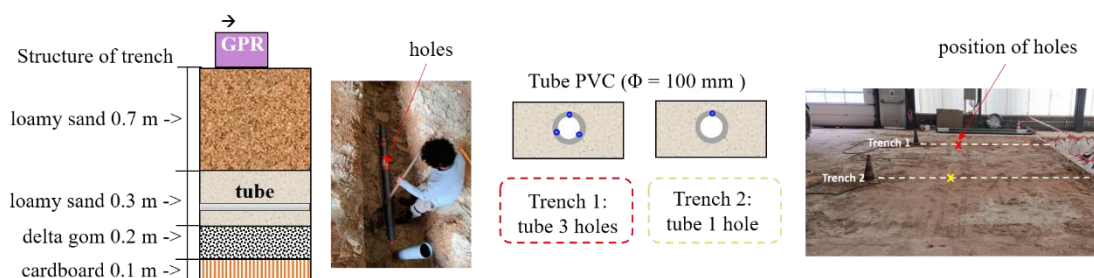 →
GPR
Structure of trench
loamy sand 0.7 m ->
tube
loamy sand 0.3 m ->
delta gom 0.2 m ->
cardboard 0.1 m ->
holes
Tube PVC (Φ = 100 mm )
Trench 1:
tube 3 holes
Trench 2:
tube 1 hole
position of holes
Trench 1
Trench 2